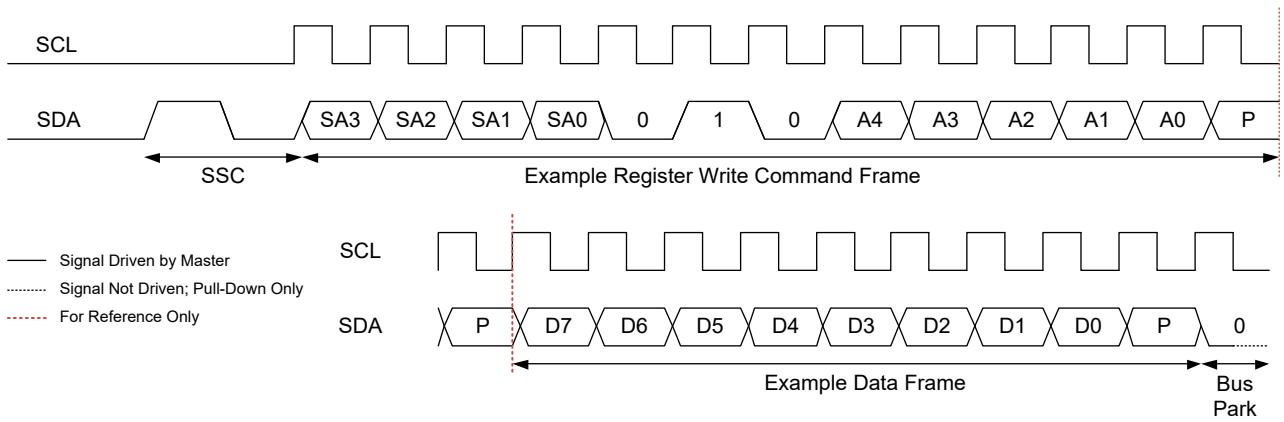 SCL
SDA SA3 SA2 SA1 SA0 0 1 0 A4 A3 A2 A1 A0 P
SSC Example Register Write Command Frame
SCL
Signal Driven by Master
Signal Not Driven; Pull-Down Only
For Reference Only
SDA P D7 D6 D5 D4 D3 D2 D1 D0 P 0
Example Data Frame Bus
Park